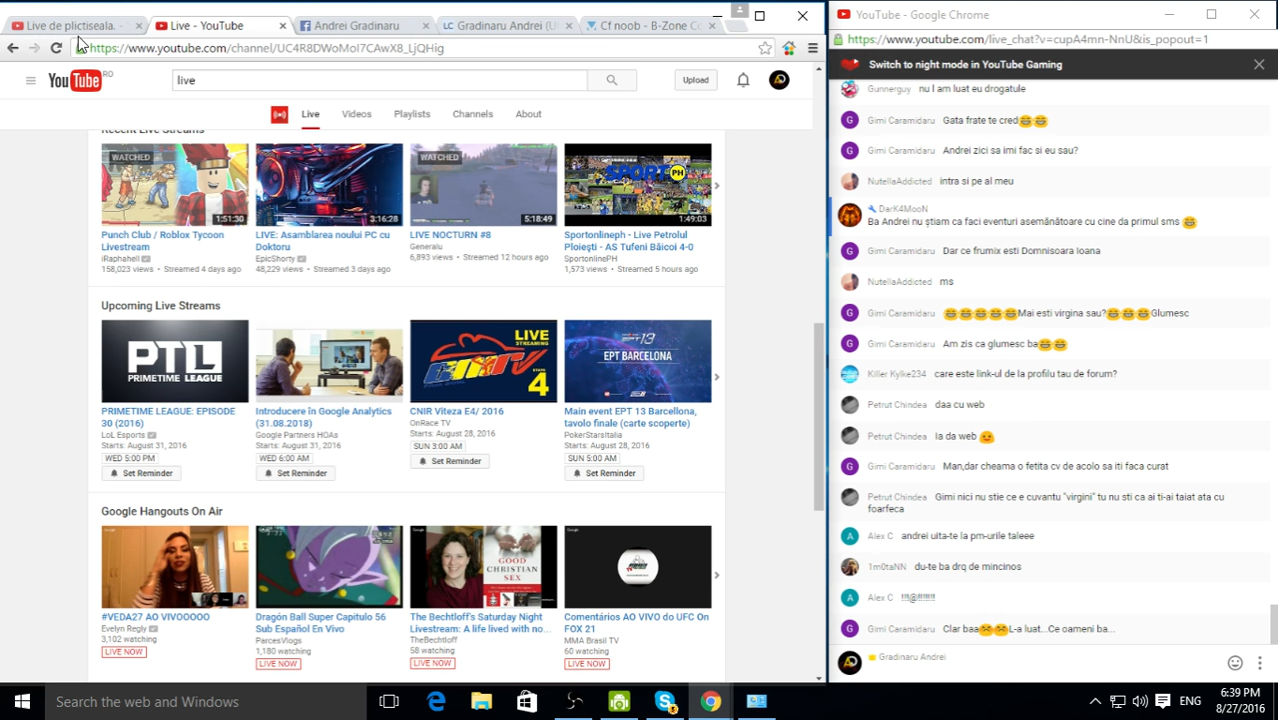 Live de plictiseala. -
Live - YouTube
Andrei Gradinaru
Gradinaru Andrei (U
Cf noob - B-Zone C
https://www.youtube.com/channel/UC4R8DWoMoI7CAwX8_LjQHig
YouTube RO
live
Upload
Live Videos Playlists Channels About
Recent Live Streams
WATCHED
WATCHED
SPORT PH
1:51:30
3:16:28
5:18:49
1:49:03
Punch Club / Roblox Tycoon Livestream
iRaphahell
158,023 views • Streamed 4 days ago
LIVE: Asamblarea noului PC cu Doktoru
EpicShorty
48,229 views • Streamed 3 days ago
LIVE NOCTURN #8
Generalu
6,893 views • Streamed 12 hours ago
Sportonlineph - Live Petrolul Ploiești - AS Tufeni Băicoi 4-0
SportonlinePH
1,573 views • Streamed 5 hours ago
Upcoming Live Streams
PTL
PRIMETIME LEAGUE
LIVE STREAMING
CNIR
4
EPT 13
EPT BARCELONA
PRIMETIME LEAGUE: EPISODE 30 (2016)
LoL Esports
Starts: August 31, 2016
WED 5:00 PM
Set Reminder
Introducere în Google Analytics (31.08.2018)
Google Partners HOAs
Starts: August 31, 2016
WED 6:00 AM
Set Reminder
CNIR Viteza E4/ 2016
OnRace TV
Starts: August 28, 2016
SUN 3:00 AM
Set Reminder
Main event EPT 13 Barcellona, tavolo finale (carte scoperte)
PokerStarsItalia
Starts: August 28, 2016
SUN 5:00 AM
Set Reminder
Google Hangouts On Air
GOOD CHRISTIAN SEX
#VEDA27 AO VIVOOOOO
Evelyn Regly
3,102 watching
LIVE NOW
Dragón Ball Super Capitulo 56 Sub Español En Vivo
ParcesVlogs
1,180 watching
LIVE NOW
The Bechtloff's Saturday Night Livestream: A life lived with no...
TheBechtloff
58 watching
LIVE NOW
Comentários AO VIVO do UFC On FOX 21
MMA Brasil TV
60 watching
LIVE NOW
YouTube - Google Chrome
https://www.youtube.com/live_chat?v=cupA4mn-NnU&is_popout=1
Switch to night mode in YouTube Gaming
Gunnerguy nu l am luat eu drogatule
Gimi Caramidaru Gata frate te cred😂😂
Gimi Caramidaru Andrei zici sa imi fac si eu sau?
NutellaAddicted intra si pe al meu
DarK4MooN
Ba Andrei nu știam ca faci eventuri asemănătoare cu cine da primul sms 😂
Gimi Caramidaru Dar ce frumix esti Domnisoara Ioana
NutellaAddicted ms
Gimi Caramidaru 😂😂😂😂😂Mai esti virgina sau?😂😂😂Glumesc
Gimi Caramidaru Am zis ca glumesc ba😂😂
Killer Kylke234 care este link-ul de la profilu tau de forum?
Petrut Chindea daa cu web
Petrut Chindea Ia da web 😉
Gimi Caramidaru Man,dar cheama o fetita cv de acolo sa iti faca curat
Petrut Chindea Gimi nici nu stie ce e cuvantu "virgini" tu nu sti ca ai ti-ai taiat ata cu
foarfeca
Alex C andrei uita-te la pm-urile taleee
1m0taNN du-te ba drq de mincinos
Alex C
Gimi Caramidaru Clar baa😤😤L-a luat...Ce oameni ba...
Gradinaru Andrei
Search the web and Windows
ENG
6:39 PM
8/27/2016